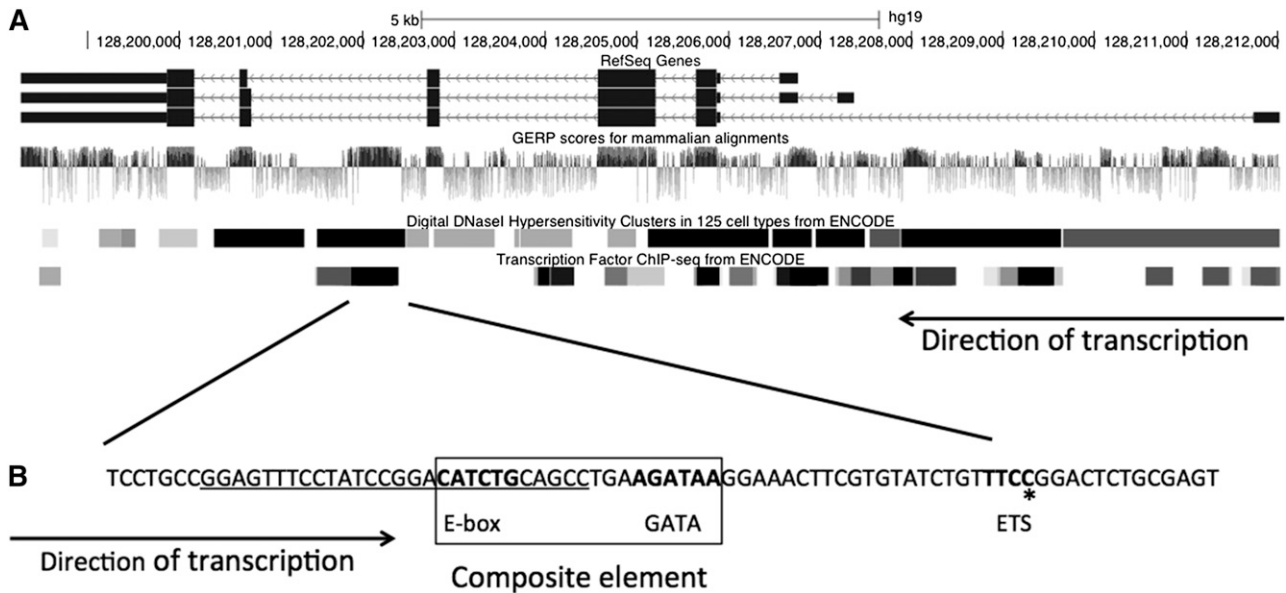 A
5 kb hg19
128,200,000 128,201,000 128,202,000 128,203,000 128,204,000 128,205,000 128,206,000 128,207,000 128,208,000 128,209,000 128,210,000 128,211,000 128,212,000
RefSeq Genes
GERP scores for mammalian alignments
Digital DNaseI Hypersensitivity Clusters in 125 cell types from ENCODE
Transcription Factor ChIP-seq from ENCODE
Direction of transcription
B
TCCTGCCGGAGTTTCCTATCCGGACATCTGCAGCCTGAAGATAAGGAAACTTCGTGTATCTGTTTCCGGACTCTGCGAGT
*
E-box GATA ETS
Direction of transcription
Composite element